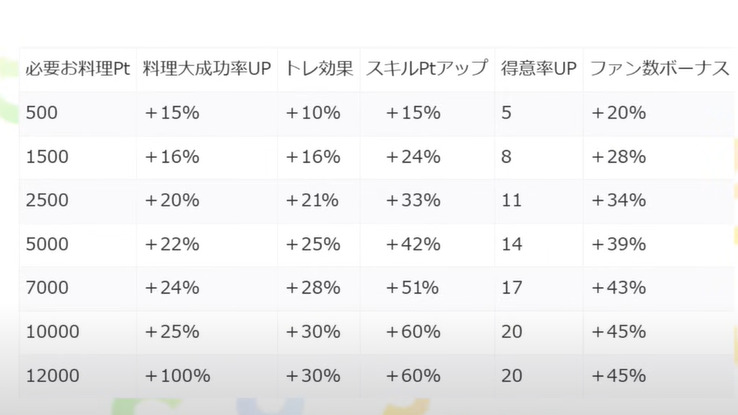 必要お料理Pt 料理大成功率UP トレ効果 スキルPtアップ 得意率UP ファン数ボーナス
500 +15% +10% +15% 5 +20%
1500 +16% +16% +24% 8 +28%
2500 +20% +21% +33% 11 +34%
5000 +22% +25% +42% 14 +39%
7000 +24% +28% +51% 17 +43%
10000 +25% +30% +60% 20 +45%
12000 +100% +30% +60% 20 +45%